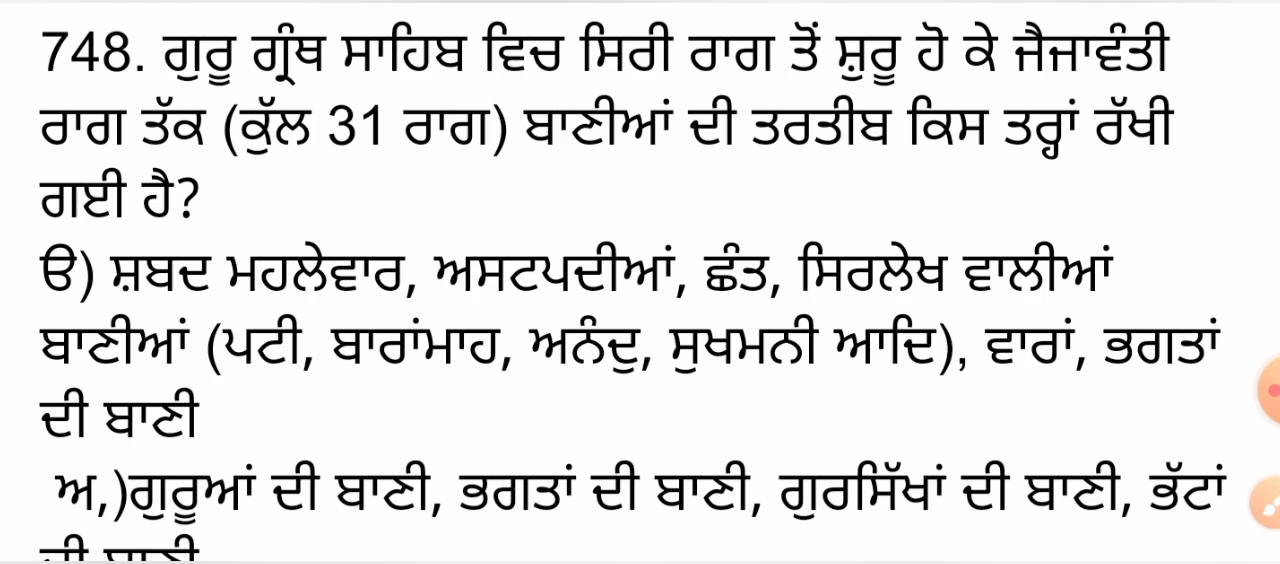 748. ਗੁਰੂ ਗ੍ਰੰਥ ਸਾਹਿਬ ਵਿਚ ਸਿਰੀ ਰਾਗ ਤੋਂ ਸ਼ੁਰੂ ਹੋ ਕੇ ਜੈਜਾਵੰਤੀ
ਰਾਗ ਤੱਕ (ਕੁੱਲ 31 ਰਾਗ) ਬਾਣੀਆਂ ਦੀ ਤਰਤੀਬ ਕਿਸ ਤਰ੍ਹਾਂ ਰੱਖੀ
ਗਈ ਹੈ?
ੳ) ਸ਼ਬਦ ਮਹਲੇਵਾਰ, ਅਸਟਪਦੀਆਂ, ਛੰਤ, ਸਿਰਲੇਖ ਵਾਲੀਆਂ
ਬਾਣੀਆਂ (ਪਟੀ, ਬਾਰਾਂਮਾਹ, ਅਨੰਦੁ, ਸੁਖਮਨੀ ਆਦਿ), ਵਾਰਾਂ, ਭਗਤਾਂ
ਦੀ ਬਾਣੀ
ਅ,)ਗੁਰੂਆਂ ਦੀ ਬਾਣੀ, ਭਗਤਾਂ ਦੀ ਬਾਣੀ, ਗੁਰਸਿੱਖਾਂ ਦੀ ਬਾਣੀ, ਭੱਟਾਂ